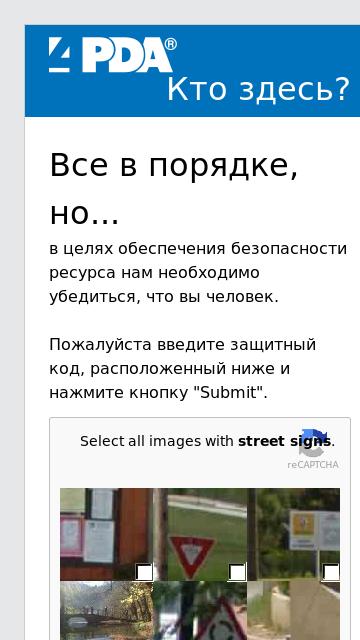 4PDA®
Кто здесь?
Все в порядке,
но...
в целях обеспечения безопасности
ресурса нам необходимо
убедиться, что вы человек.
Пожалуйста введите защитный
код, расположенный ниже и
нажмите кнопку "Submit".
Select all images with street signs.
reCAPTCHA